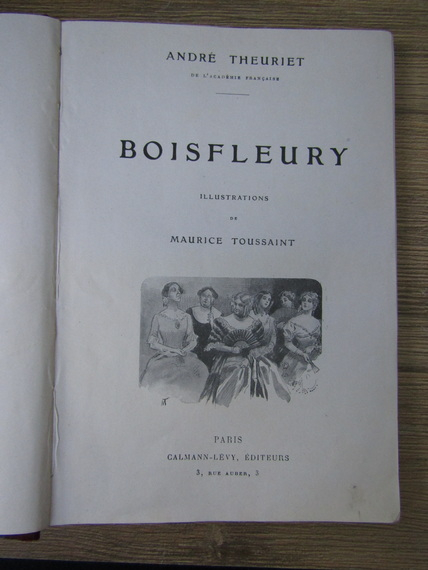 ANDRÉ THEURIET
DE L'ACADÉMIE FRANÇAISE
BOISFLEURY
ILLUSTRATIONS
DE
MAURICE TOUSSAINT
PARIS
CALMANN-LÉVY, ÉDITEURS
3, RUE AUBER, 3